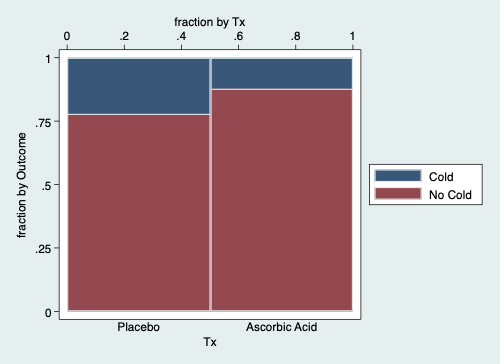 fraction by Tx
0 .2 .4 .6 .8 1
1
.75
.5
.25
0
fraction by Outcome
Placebo Ascorbic Acid
Tx
Cold
No Cold